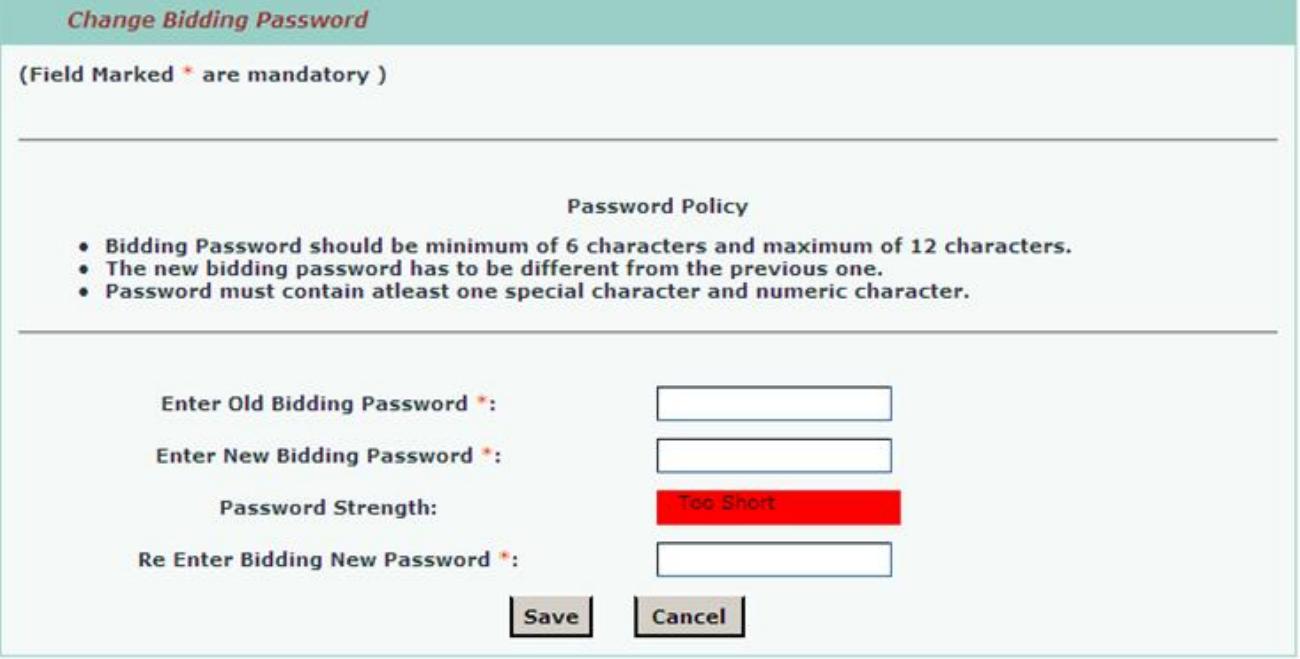 Change Bidding Password
(Field Marked * are mandatory )
Password Policy
• Bidding Password should be minimum of 6 characters and maximum of 12 characters.
• The new bidding password has to be different from the previous one.
• Password must contain atleast one special character and numeric character.
Enter Old Bidding Password *:
Enter New Bidding Password *:
Password Strength: Too Short
Re Enter Bidding New Password *:
Save Cancel